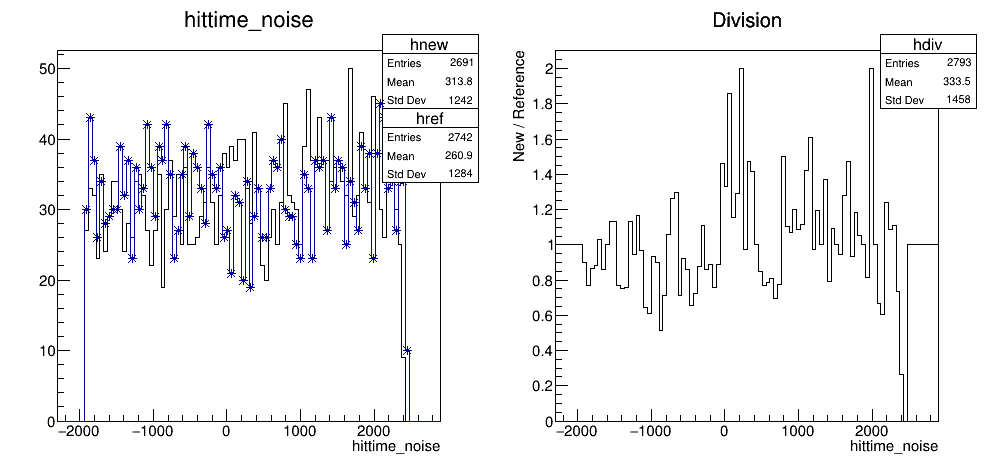 hittime_noise
hnew
Entries 2691
Mean 313.8
Std Dev 1242
href
Entries 2742
Mean 260.9
Std Dev 1284
50
40
30
20
10
0
−2000 −1000 0 1000 2000
hittime_noise
Division
hdiv
Entries 2793
Mean 333.5
Std Dev 1458
New / Reference
2
1.8
1.6
1.4
1.2
1
0.8
0.6
0.4
0.2
0
−2000 −1000 0 1000 2000
hittime_noise